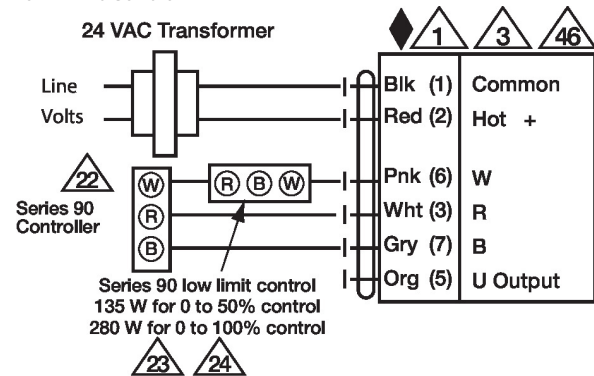 24 VAC Transformer
1 3 46
Line
Volts
Blk (1) Common
Red (2) Hot +
22
Series 90
Controller
W R B W Pnk (6) W
R Wht (3) R
B Gry (7) B
Org (5) U Output
Series 90 low limit control
135 W for 0 to 50% control
280 W for 0 to 100% control
23 24